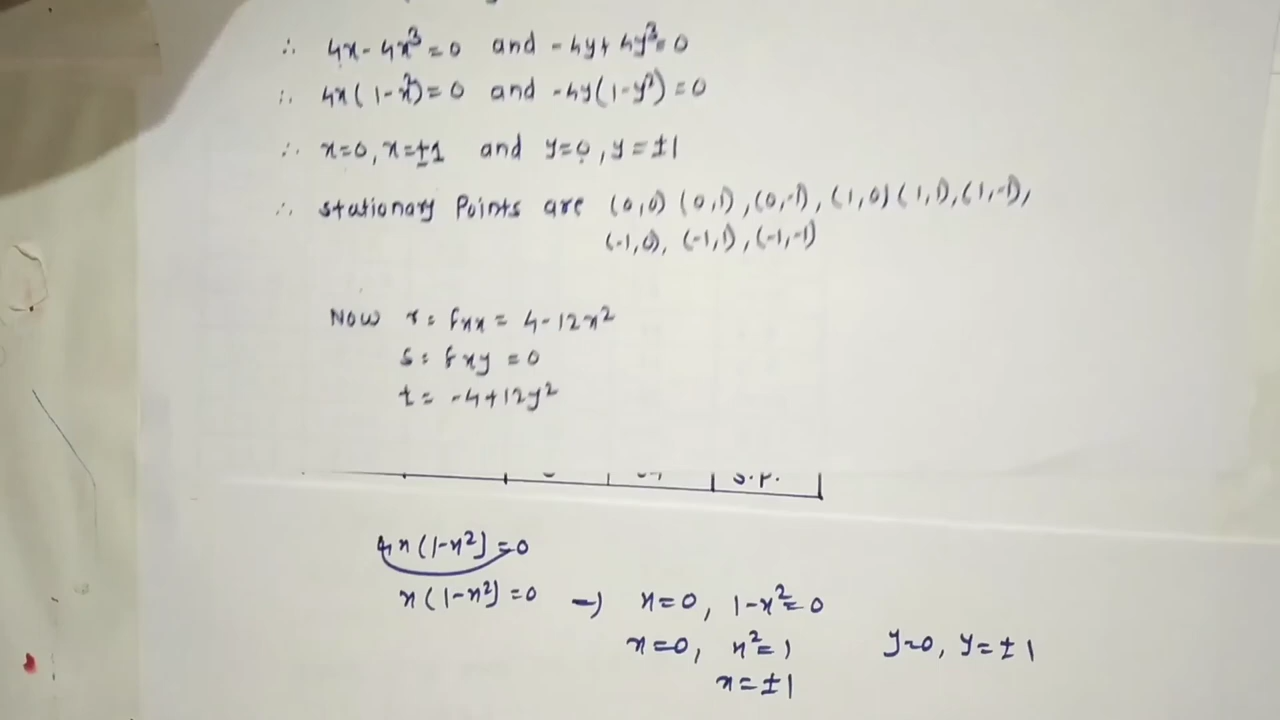 ∴ 4x - 4x³ = 0 and -4y + 4y³ = 0
∴ 4x(1-x²) = 0 and -4y(1-y²) = 0
∴ x=0, x=±1 and y=0, y=±1
∴ stationary Points are (0,0) (0,1), (0,-1), (1,0) (1,1), (1,-1),
(-1,0), (-1,1), (-1,-1)
Now r = fxx = 4-12x²
s = fxy = 0
t = -4+12y²
S.P.
4x(1-x²)=0
x(1-x²)=0 → x=0, 1-x²=0
x=0, x²=1 y=0, y=±1
x=±1